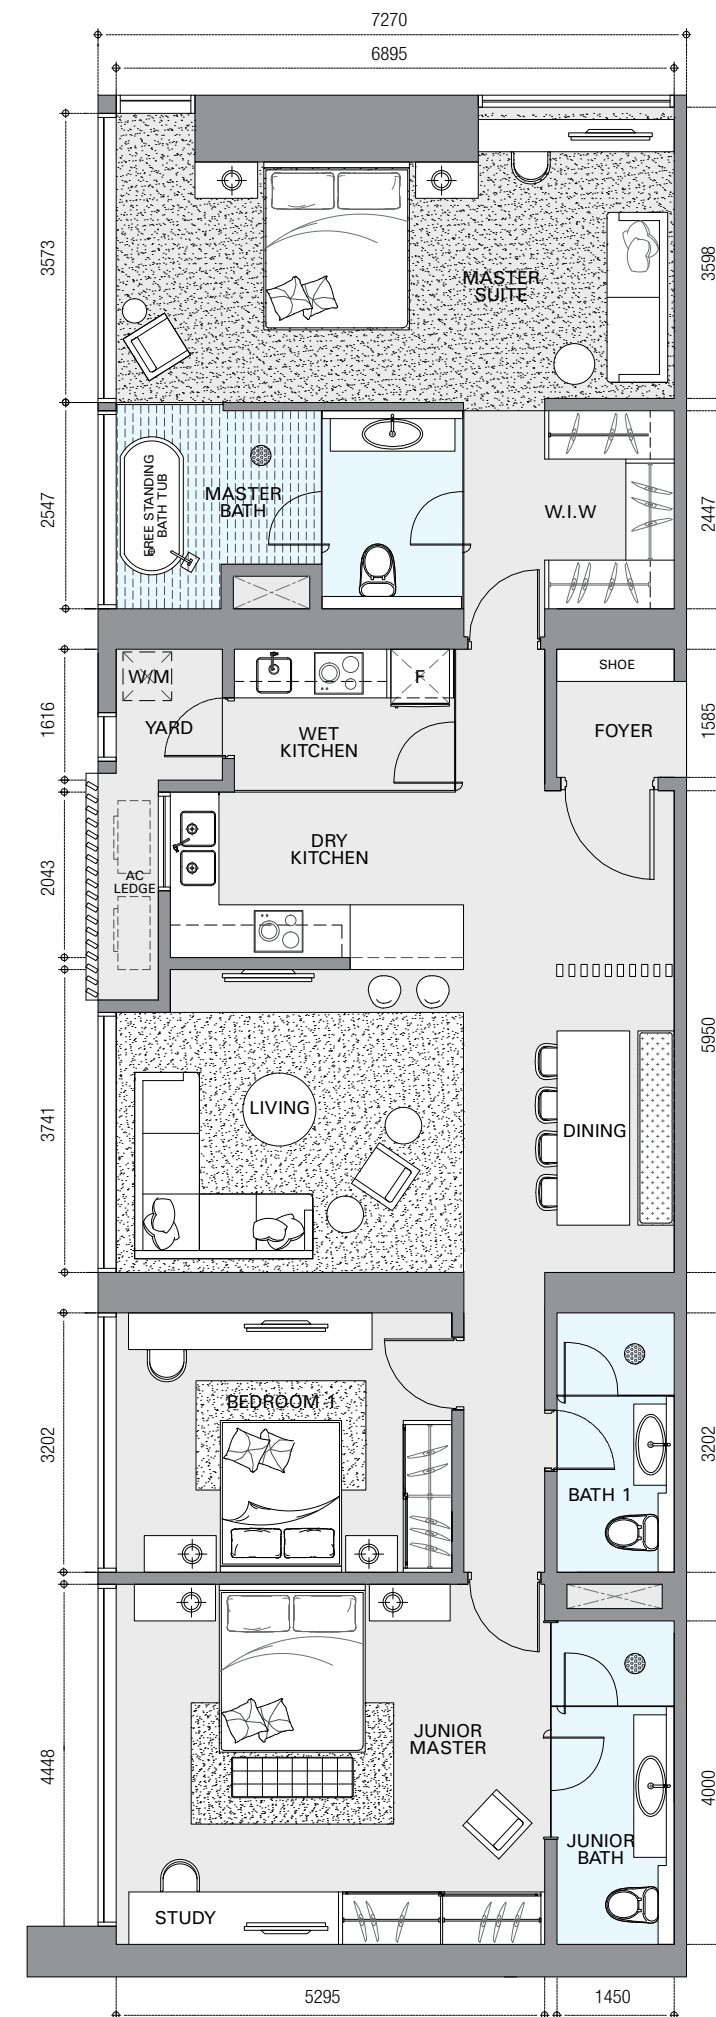 7270
6895
3573
3598
MASTER
SUITE
2547
FREE STANDING
BATH TUB
MASTER
BATH
W.I.W
2447
W/M
YARD
1616
WET
KITCHEN
F
SHOE
FOYER
1585
DRY
KITCHEN
2043
AC
LEDGE
5950
3741
LIVING
DINING
BEDROOM 1
3202
3202
BATH 1
JUNIOR
MASTER
4448
4000
JUNIOR
BATH
STUDY
5295
1450